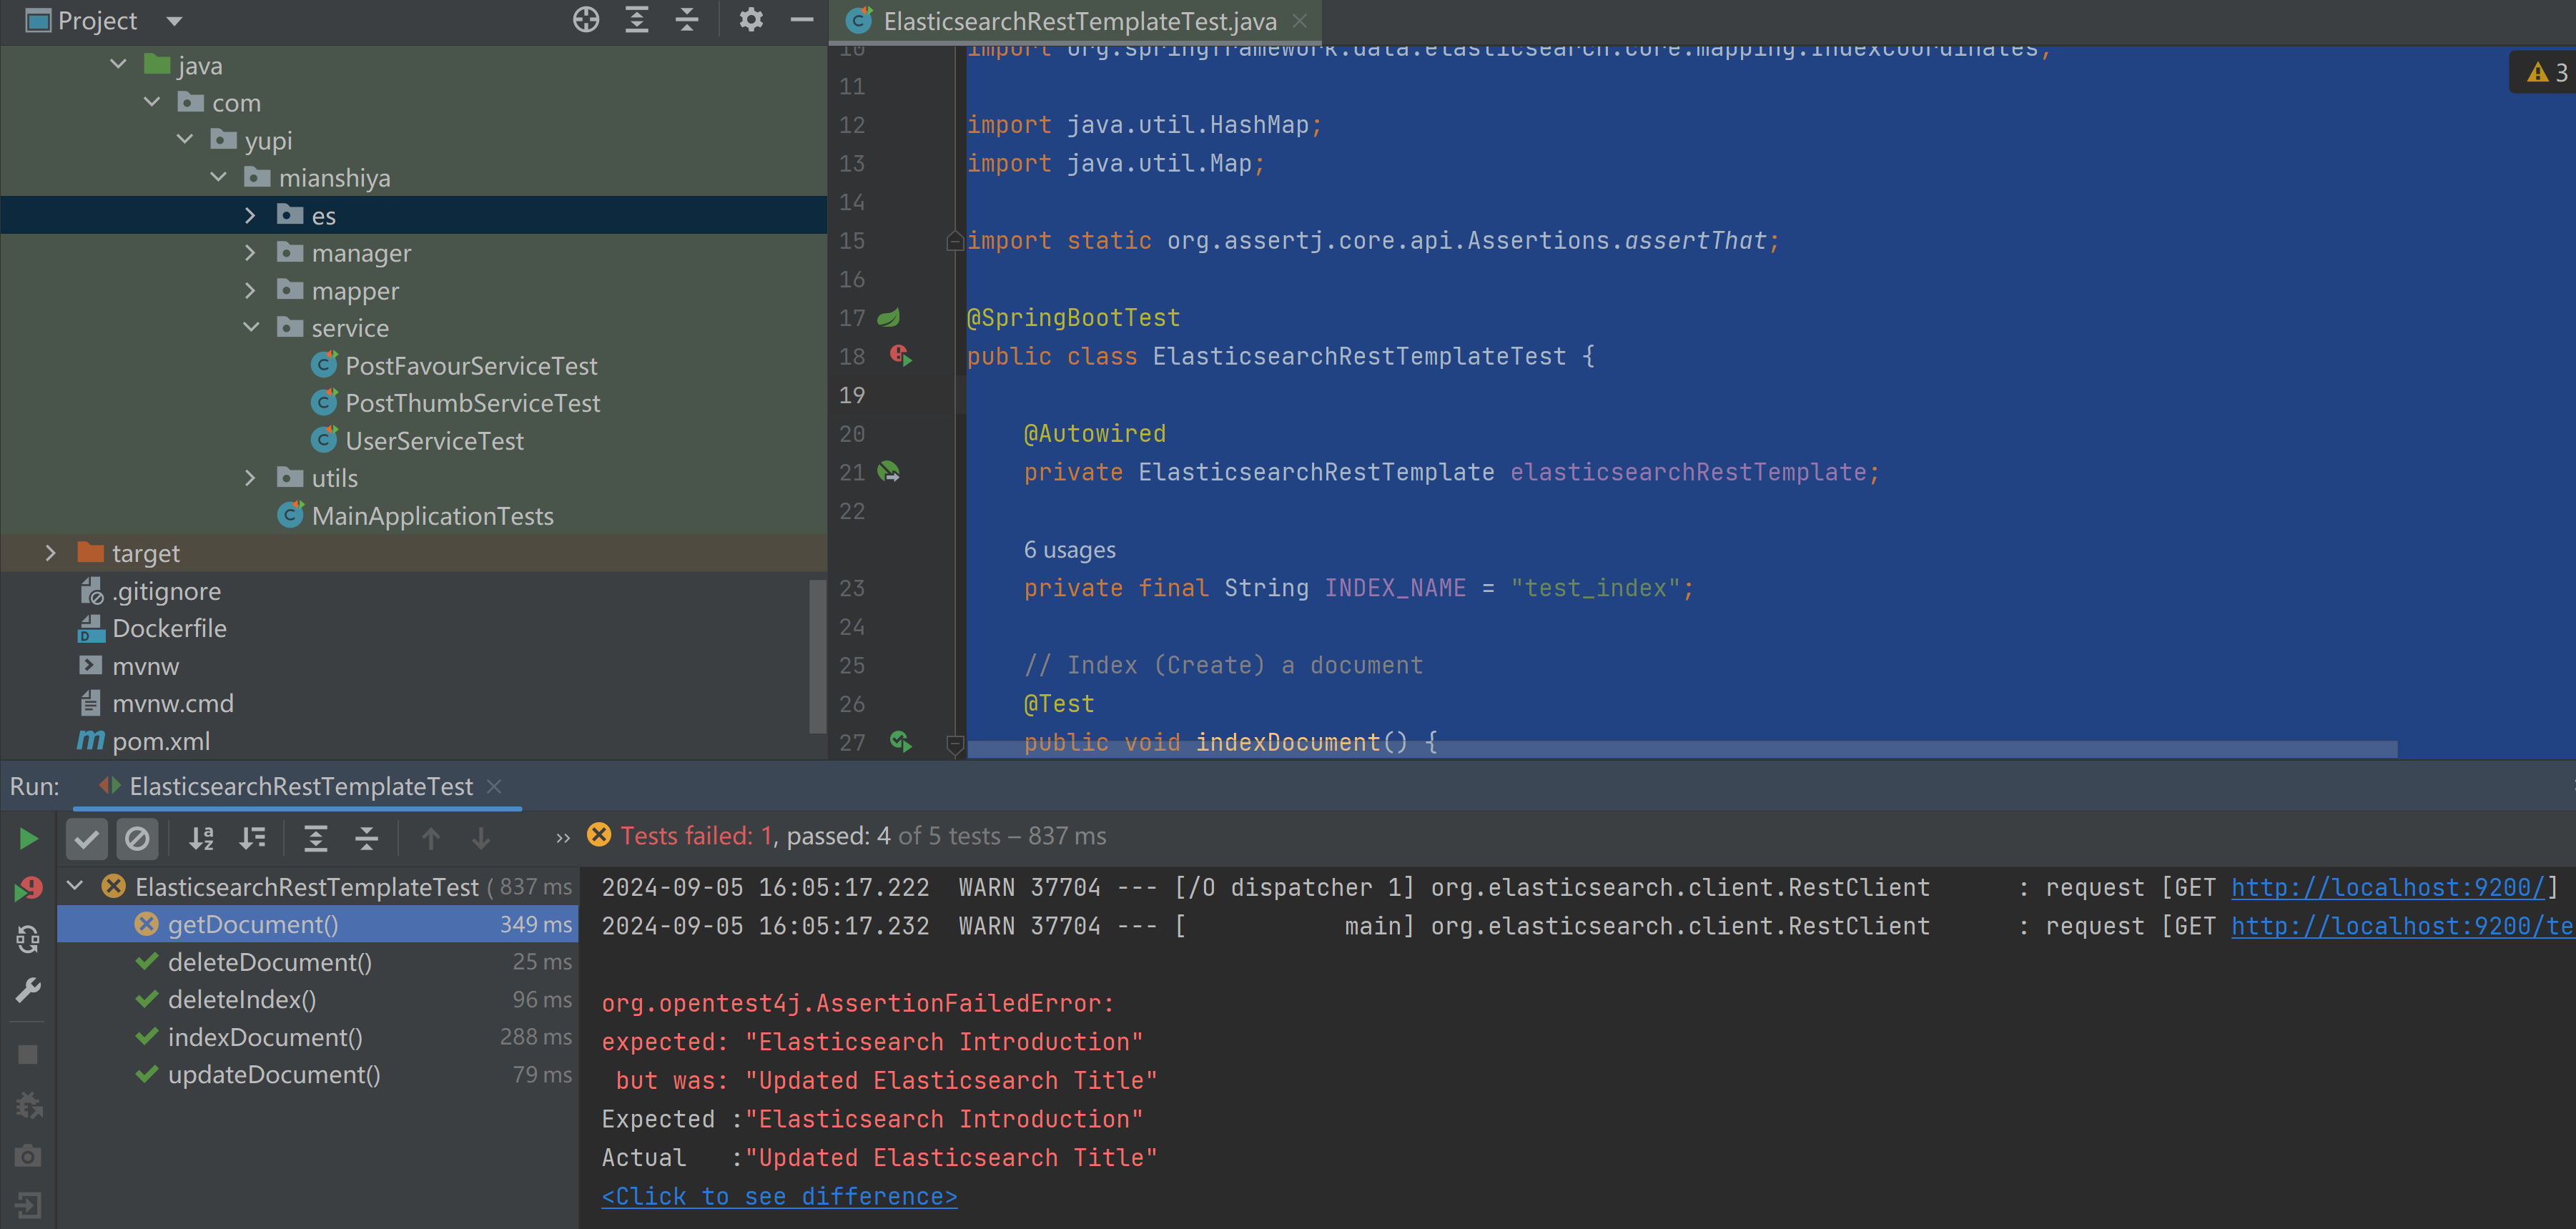 Project
java
com
yupi
mianshiya
es
manager
mapper
service
PostFavourServiceTest
PostThumbServiceTest
UserServiceTest
utils
MainApplicationTests
target
.gitignore
Dockerfile
mvnw
mvnw.cmd
pom.xml
ElasticsearchRestTemplateTest.java
3
10 import org.springframework.data.elasticsearch.core.mapping.IndexCoordinates;
11
12 import java.util.HashMap;
13 import java.util.Map;
14
15 import static org.assertj.core.api.Assertions.assertThat;
16
17 @SpringBootTest
18 public class ElasticsearchRestTemplateTest {
19
20 @Autowired
21 private ElasticsearchRestTemplate elasticsearchRestTemplate;
22
6 usages
23 private final String INDEX_NAME = "test_index";
24
25 // Index (Create) a document
26 @Test
27 public void indexDocument() {
Run: ElasticsearchRestTemplateTest
Tests failed: 1, passed: 4 of 5 tests – 837 ms
ElasticsearchRestTemplateTest ( 837 ms
getDocument() 349 ms
deleteDocument() 25 ms
deleteIndex() 96 ms
indexDocument() 288 ms
updateDocument() 79 ms
2024-09-05 16:05:17.222  WARN 37704 --- [/O dispatcher 1] org.elasticsearch.client.RestClient      : request [GET http://localhost:9200/]
2024-09-05 16:05:17.232  WARN 37704 --- [           main] org.elasticsearch.client.RestClient      : request [GET http://localhost:9200/te
org.opentest4j.AssertionFailedError:
expected: "Elasticsearch Introduction"
but was: "Updated Elasticsearch Title"
Expected :"Elasticsearch Introduction"
Actual   :"Updated Elasticsearch Title"
<Click to see difference>